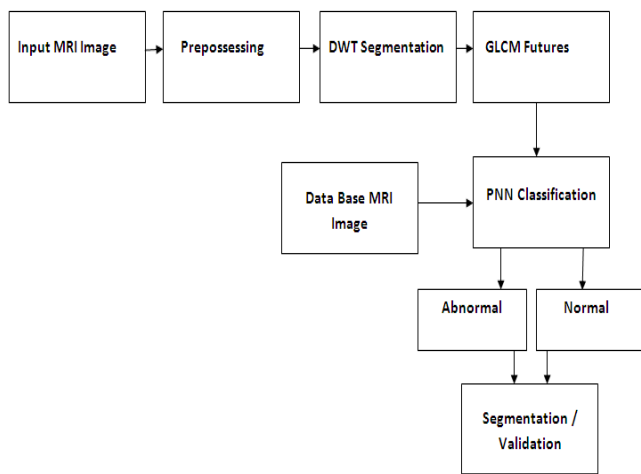 Input MRI Image
Prepossessing
DWT Segmentation
GLCM Futures
Data Base MRI
Image
PNN Classification
Abnormal
Normal
Segmentation /
Validation